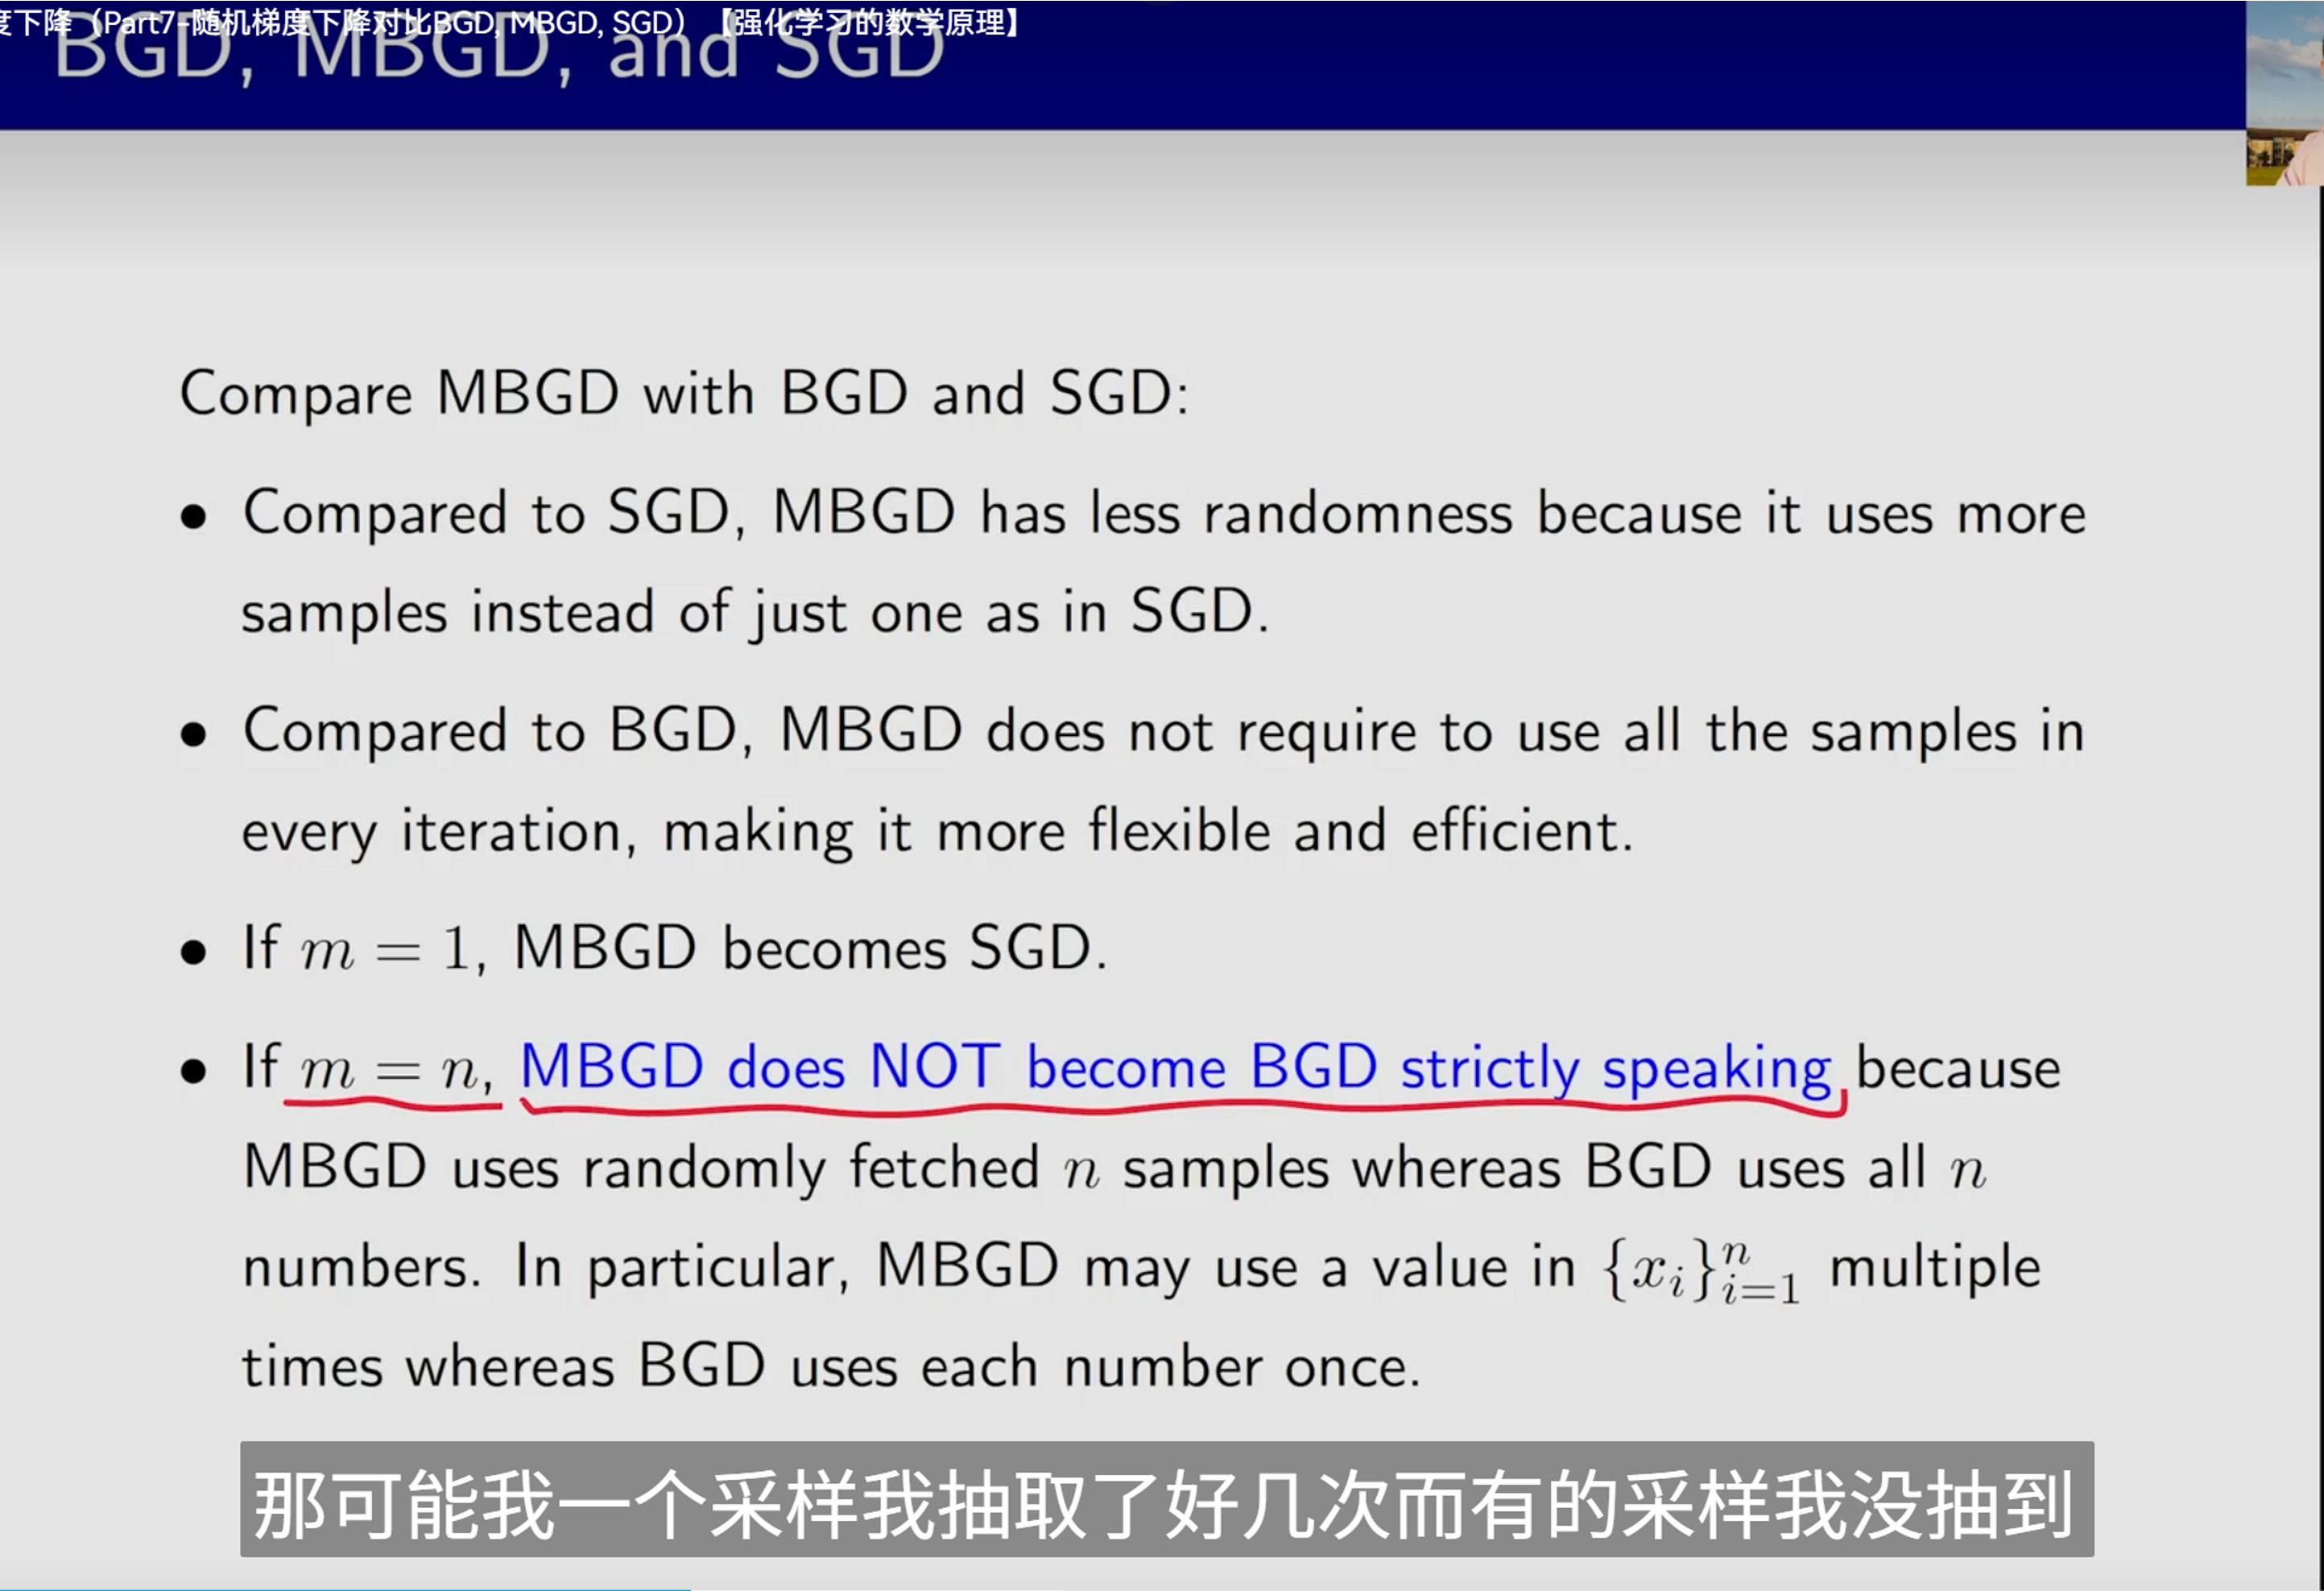 度下降（Part7-随机梯度下降对比BGD, MBGD, SGD）【强化学习的数学原理】
BGD, MBGD, and SGD
Compare MBGD with BGD and SGD:
• Compared to SGD, MBGD has less randomness because it uses more
samples instead of just one as in SGD.
• Compared to BGD, MBGD does not require to use all the samples in
every iteration, making it more flexible and efficient.
• If m = 1, MBGD becomes SGD.
• If m = n, MBGD does NOT become BGD strictly speaking because
MBGD uses randomly fetched n samples whereas BGD uses all n
numbers. In particular, MBGD may use a value in {x_i}_{i=1}^n multiple
times whereas BGD uses each number once.
那可能我一个采样我抽取了好几次而有的采样我没抽到